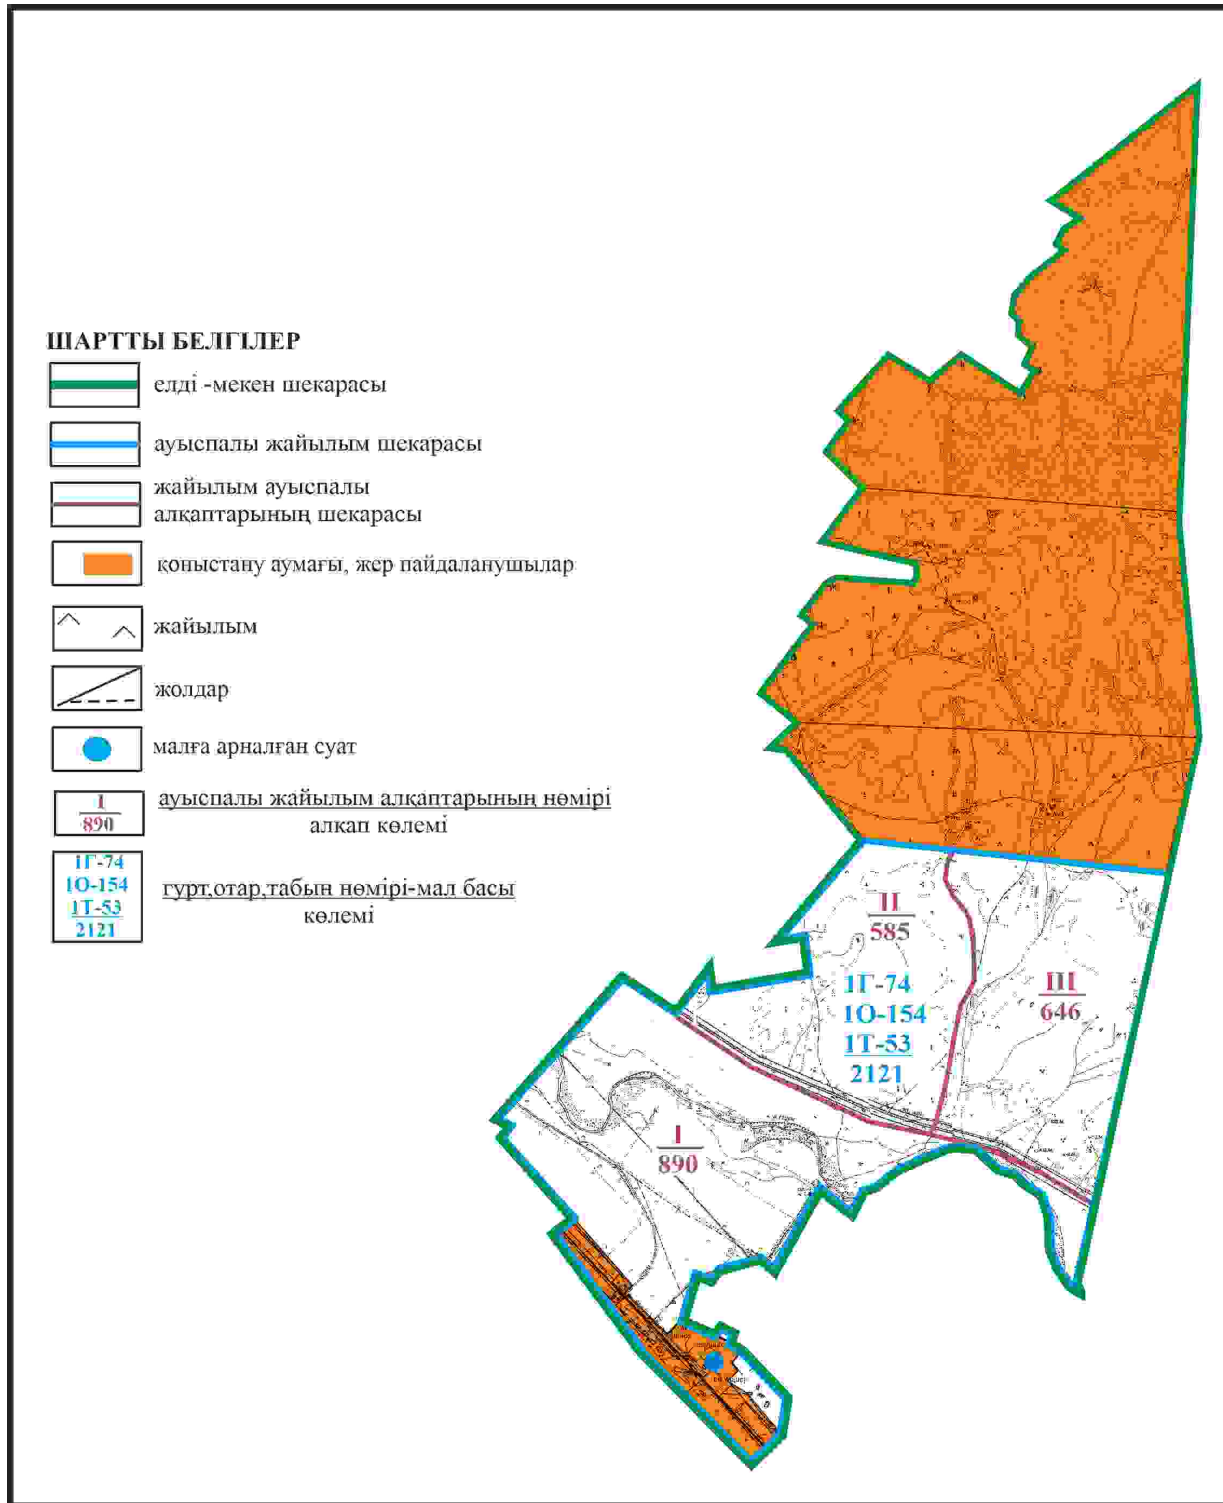 ШАРТТЫ БЕЛГІЛЕР
елді -мекен шекарасы
ауыспалы жайылым шекарасы
жайылым ауыспалы
алқаптарының шекарасы
қоныстану аумағы, жер пайдаланушылар
жайылым
жолдар
малға арналған суат
I
890
ауыспалы жайылым алқаптарының нөмірі
алқап көлемі
1Г-74
1О-154
1Т-53
2121
гурт,отар,табын нөмірі-мал басы
көлемі
II
585
1Г-74
1О-154
1Т-53
2121
III
646
I
890